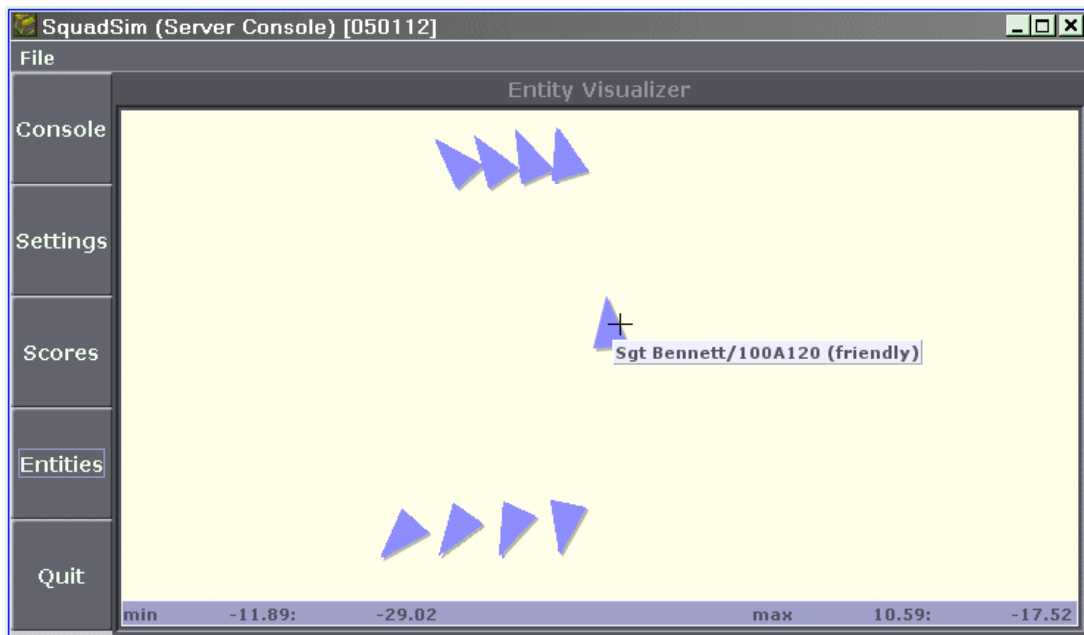 SquadSim (Server Console) [050112]
File
Entity Visualizer
Console
Settings
Scores
Sgt Bennett/100A120 (friendly)
Entities
Quit
min -11.89: -29.02 max 10.59: -17.52